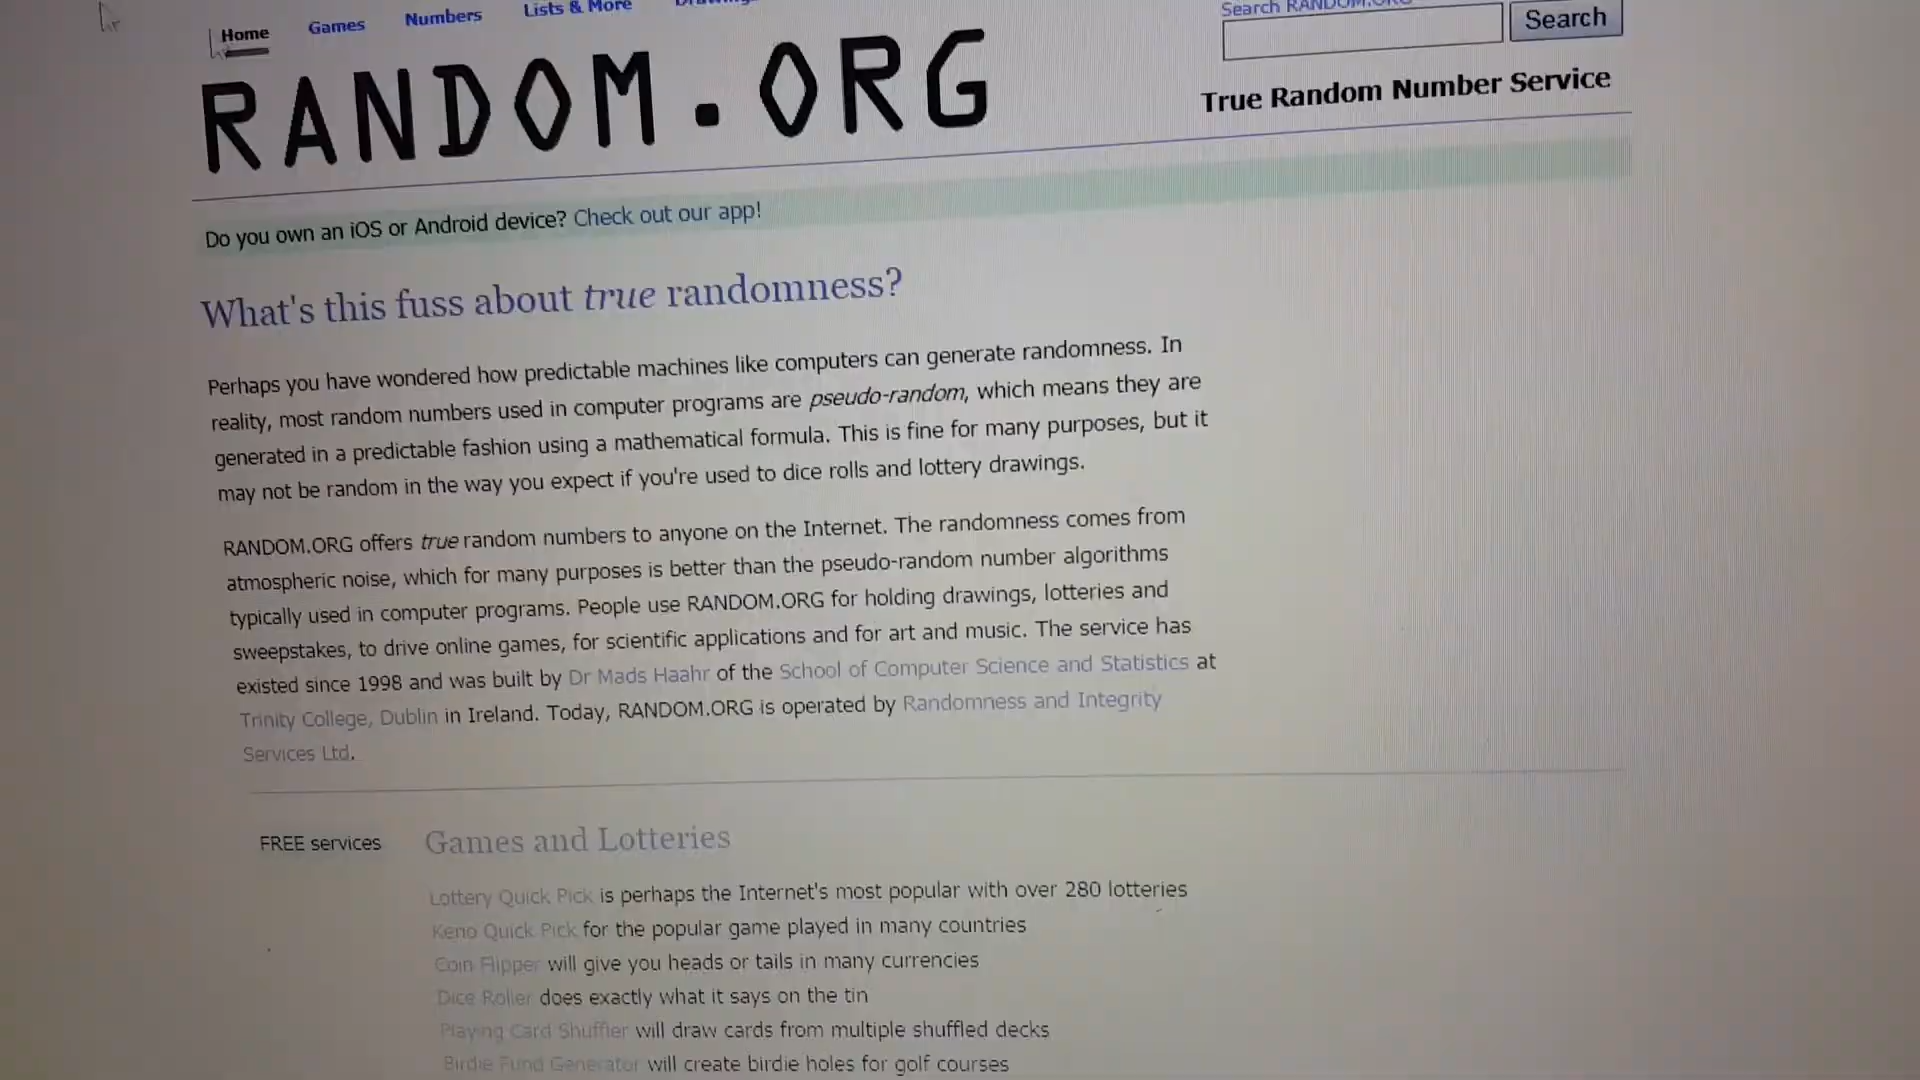 Home Games Numbers Lists & More
Search RANDOM.ORG
Search
RANDOM.ORG
True Random Number Service
Do you own an iOS or Android device? Check out our app!
What's this fuss about true randomness?
Perhaps you have wondered how predictable machines like computers can generate randomness. In
reality, most random numbers used in computer programs are pseudo-random, which means they are
generated in a predictable fashion using a mathematical formula. This is fine for many purposes, but it
may not be random in the way you expect if you're used to dice rolls and lottery drawings.
RANDOM.ORG offers true random numbers to anyone on the Internet. The randomness comes from
atmospheric noise, which for many purposes is better than the pseudo-random number algorithms
typically used in computer programs. People use RANDOM.ORG for holding drawings, lotteries and
sweepstakes, to drive online games, for scientific applications and for art and music. The service has
existed since 1998 and was built by Dr Mads Haahr of the School of Computer Science and Statistics at
Trinity College, Dublin in Ireland. Today, RANDOM.ORG is operated by Randomness and Integrity
Services Ltd.
FREE services
Games and Lotteries
Lottery Quick Pick is perhaps the Internet's most popular with over 280 lotteries
Keno Quick Pick for the popular game played in many countries
Coin Flipper will give you heads or tails in many currencies
Dice Roller does exactly what it says on the tin
Playing Card Shuffler will draw cards from multiple shuffled decks
Birdie Fund Generator will create birdie holes for golf courses